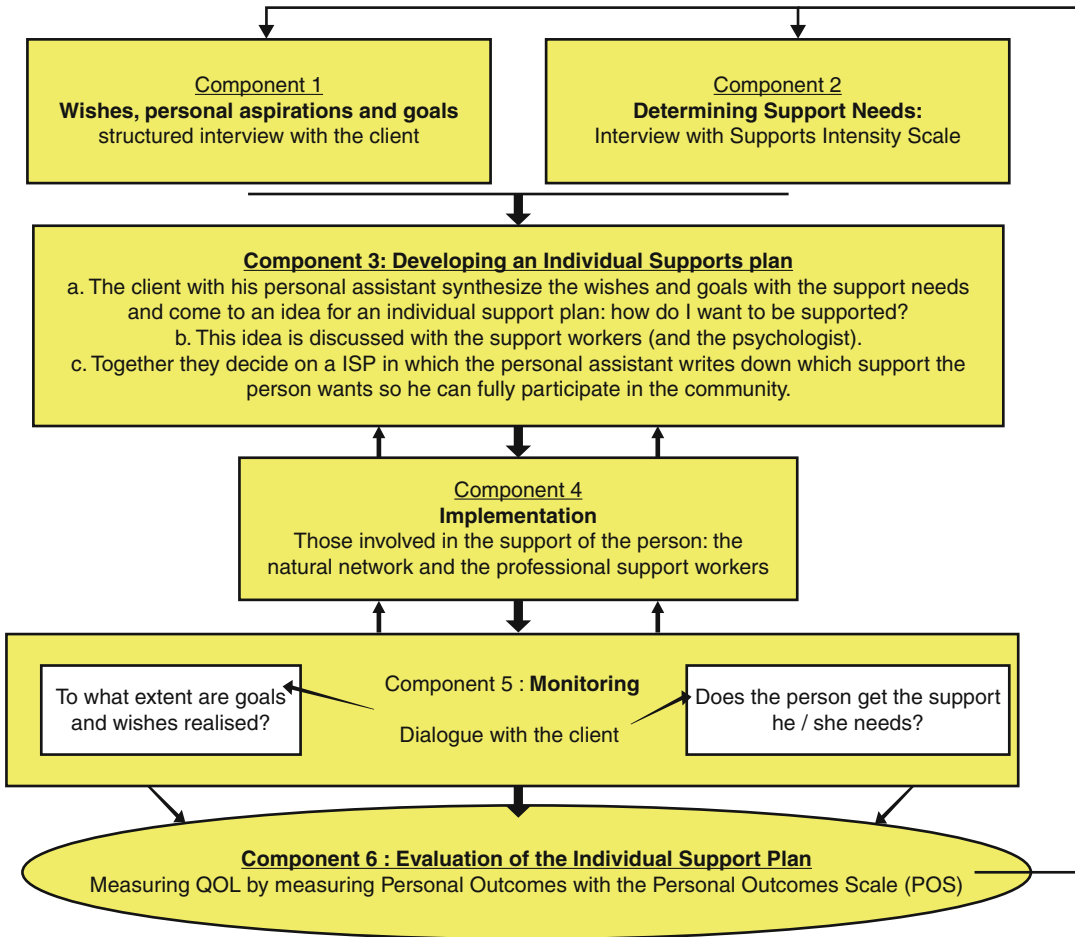 Component 1
Wishes, personal aspirations and goals
structured interview with the client
Component 2
Determining Support Needs:
Interview with Supports Intensity Scale
Component 3: Developing an Individual Supports plan
a. The client with his personal assistant synthesize the wishes and goals with the support needs
and come to an idea for an individual support plan: how do I want to be supported?
b. This idea is discussed with the support workers (and the psychologist).
c. Together they decide on a ISP in which the personal assistant writes down which support the
person wants so he can fully participate in the community.
Component 4
Implementation
Those involved in the support of the person: the
natural network and the professional support workers
To what extent are goals
and wishes realised?
Component 5 : Monitoring
Dialogue with the client
Does the person get the support
he / she needs?
Component 6 : Evaluation of the Individual Support Plan
Measuring QOL by measuring Personal Outcomes with the Personal Outcomes Scale (POS)